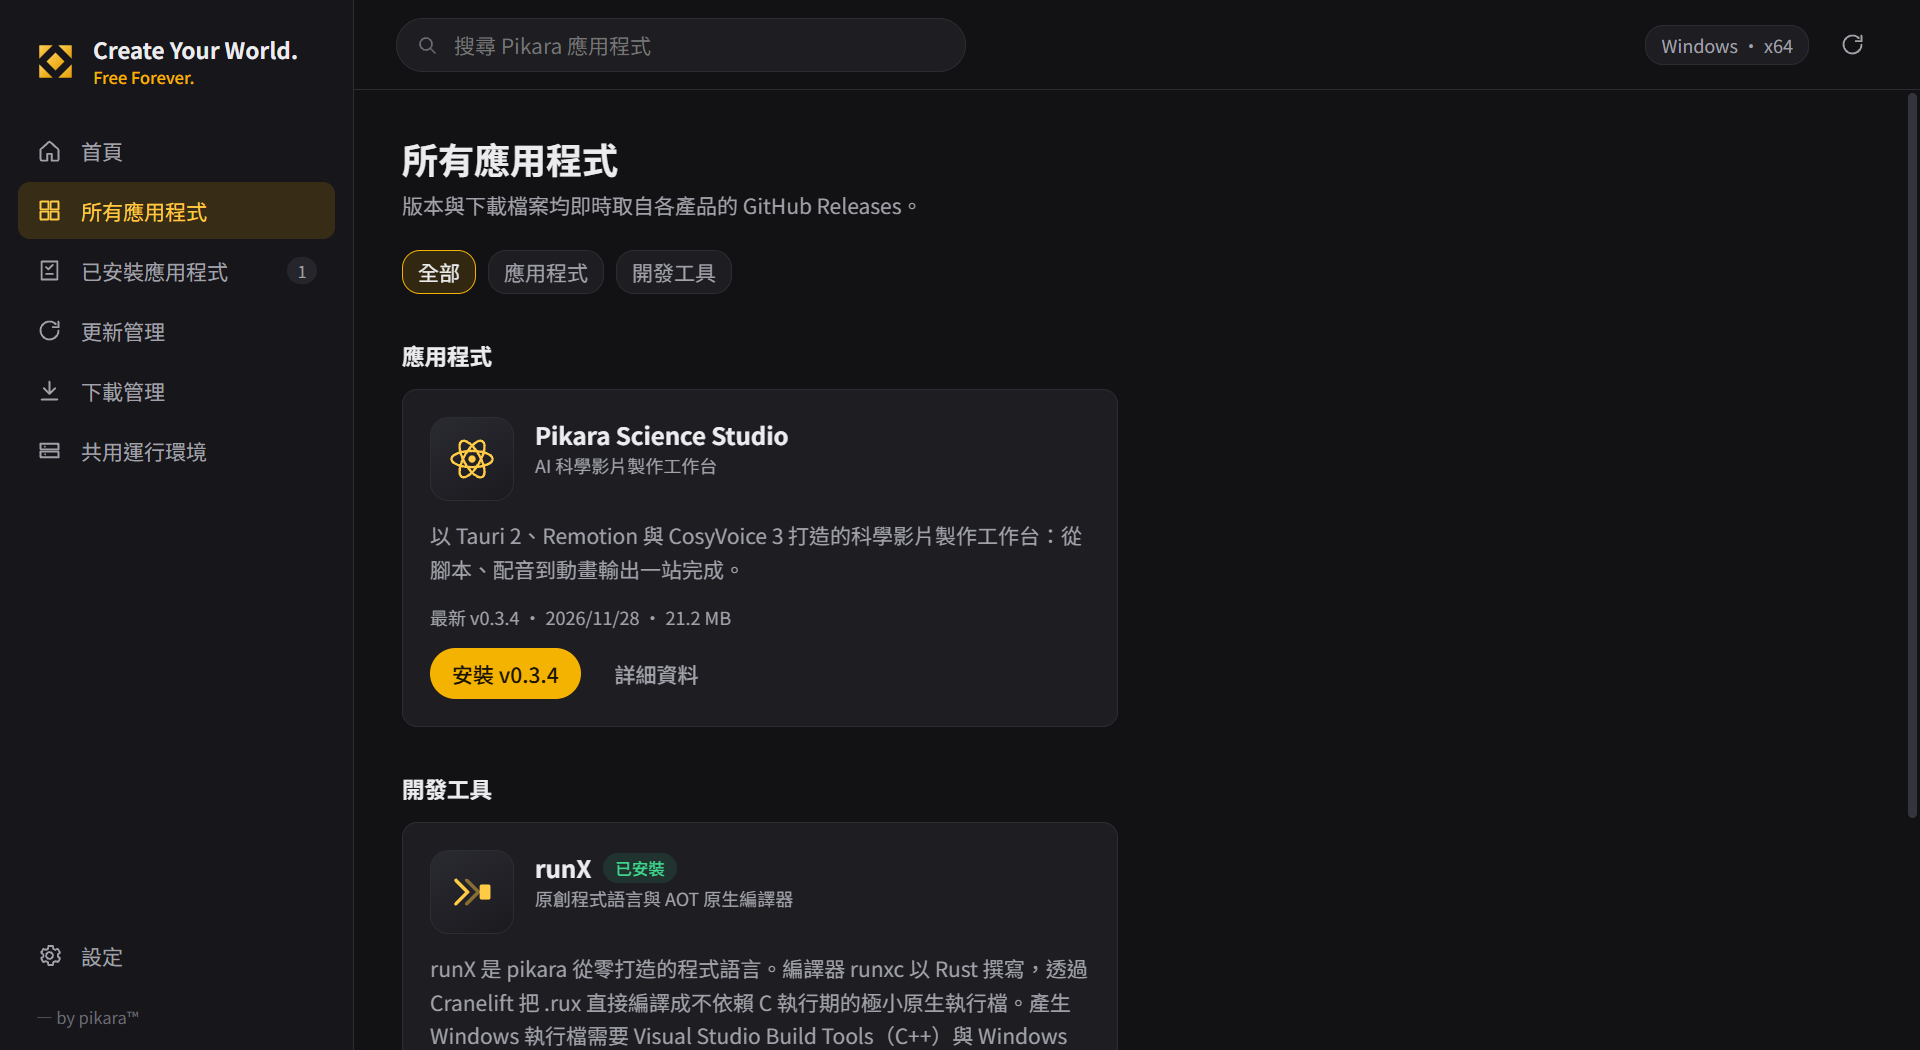 Create Your World.
Free Forever.
首頁
所有應用程式
已安裝應用程式 1
更新管理
下載管理
共用運行環境
設定
— by pikara™
搜尋 Pikara 應用程式
Windows • x64
所有應用程式
版本與下載檔案均即時取自各產品的 GitHub Releases。
全部 應用程式 開發工具
應用程式
Pikara Science Studio
AI 科學影片製作工作台
以 Tauri 2、Remotion 與 CosyVoice 3 打造的科學影片製作工作台：從
腳本、配音到動畫輸出一站完成。
最新 v0.3.4 • 2026/11/28 • 21.2 MB
安裝 v0.3.4 詳細資料
開發工具
runX 已安裝
原創程式語言與 AOT 原生編譯器
runX 是 pikara 從零打造的程式語言。編譯器 runxc 以 Rust 撰寫，透過
Cranelift 把 .rux 直接編譯成不依賴 C 執行期的極小原生執行檔。產生
Windows 執行檔需要 Visual Studio Build Tools（C++）與 Windows